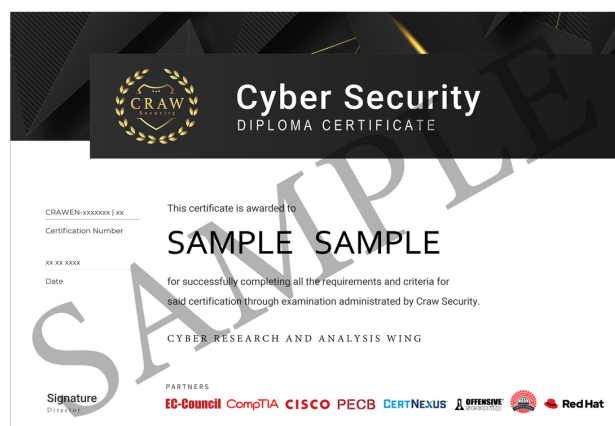 CRAW
Security
Cyber Security
DIPLOMA CERTIFICATE
CRAWEN-xxxxxxx | xx
Certification Number
xx xx xxxx
Date
This certificate is awarded to
SAMPLE SAMPLE
for successfully completing all the requirements and criteria for
said certification through examination administrated by Craw Security.
CYBER RESEARCH AND ANALYSIS WING
Signature
Director
PARTNERS
EC-Council CompTIA CISCO PECB CERTNEXUS OFFENSIVE security Red Hat
SAMPLE